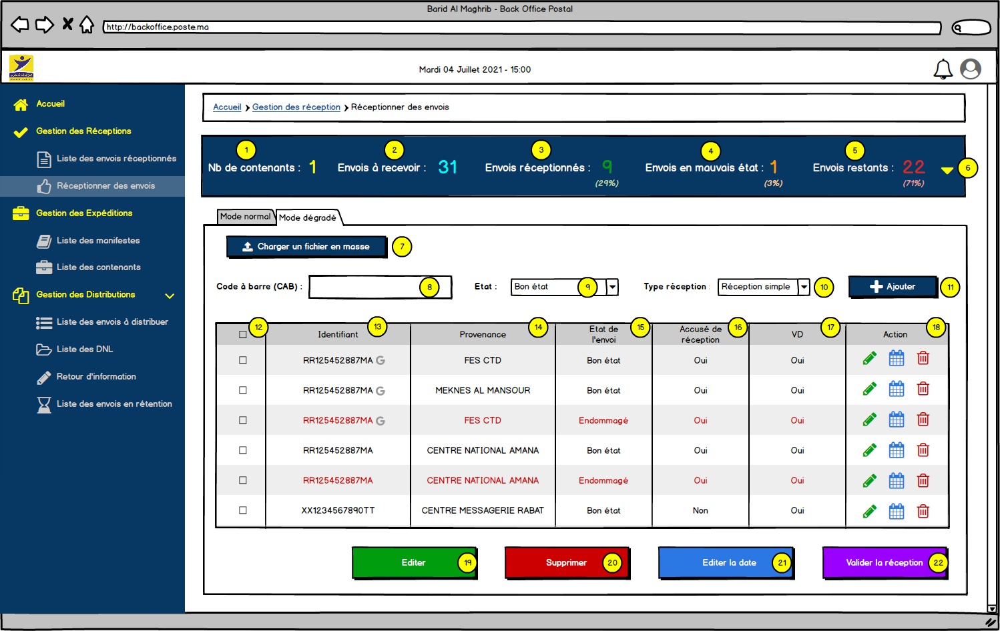 Barid Al Maghrib - Back Office Postal
http://backoffice.poste.ma
Mardi 04 Juillet 2021 - 15:00
Accueil
Gestion des Réceptions
Liste des envois réceptionnés
Réceptionner des envois
Gestion des Expéditions
Liste des manifestes
Liste des contenants
Gestion des Distributions
Liste des envois à distribuer
Liste des DNL
Retour d'information
Liste des envois en rétention
Accueil > Gestion des réception > Réceptionner des envois
1 2 3 4 5
Nb de contenants : 1 Envois à recevoir : 31 Envois réceptionnés : 9 Envois en mauvais état : 1 Envois restants : 22 6
(29%) (3%) (71%)
Mode normal Mode dégradé
Charger un fichier en masse 7
Code à barre (CAB) : 8 Etat : Bon état 9 Type réception Réception simple 10 Ajouter 11
12 Identifiant 13 Provenance 14 Etat de l'envoi 15 Accusé de réception 16 VD 17 Action 18
RR125452887MA G FES CTD Bon état Oui Oui
RR125452887MA G MEKNES AL MANSOUR Bon état Oui Oui
RR125452887MA G FES CTD Endommagé Oui Oui
RR125452887MA CENTRE NATIONAL AMANA Bon état Oui Oui
RR125452887MA CENTRE NATIONAL AMANA Endommagé Oui Oui
XX1234567890TT CENTRE MESSAGERIE RABAT Bon état Non Oui
Editer 19 Supprimer 20 Editer la date 21 Valider la réception 22